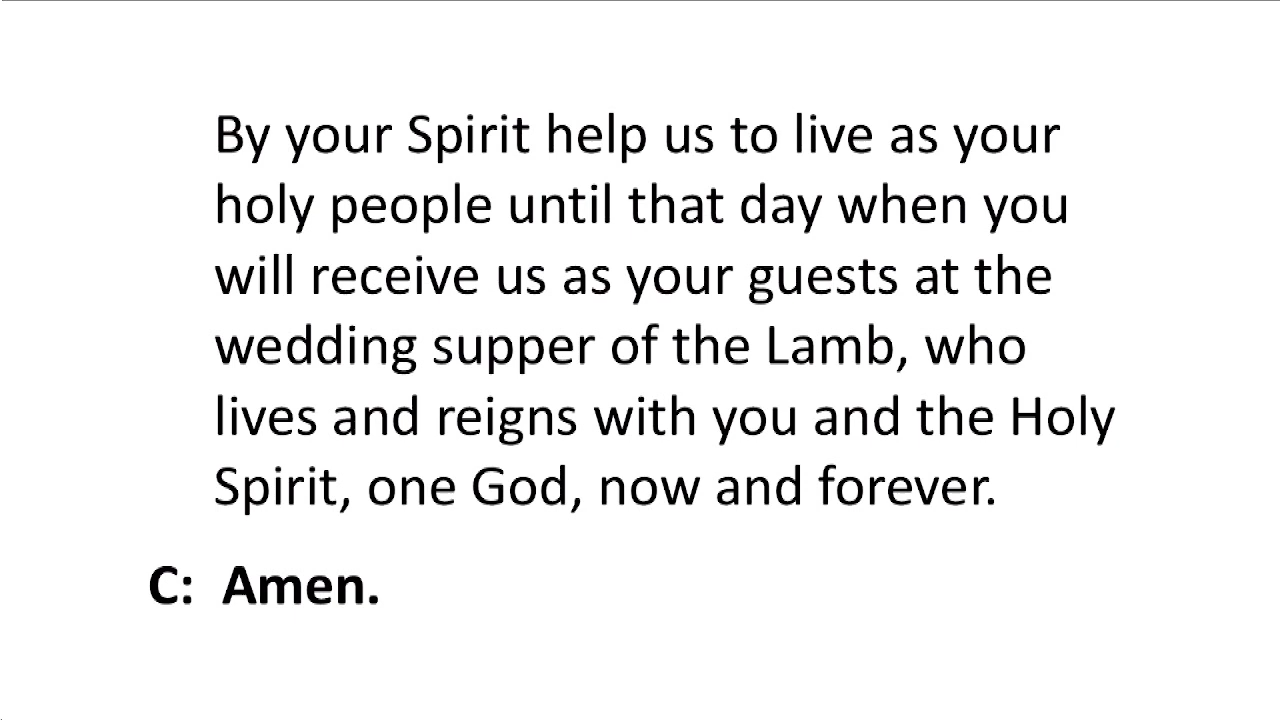 By your Spirit help us to live as your
holy people until that day when you
will receive us as your guests at the
wedding supper of the Lamb, who
lives and reigns with you and the Holy
Spirit, one God, now and forever.
C: Amen.